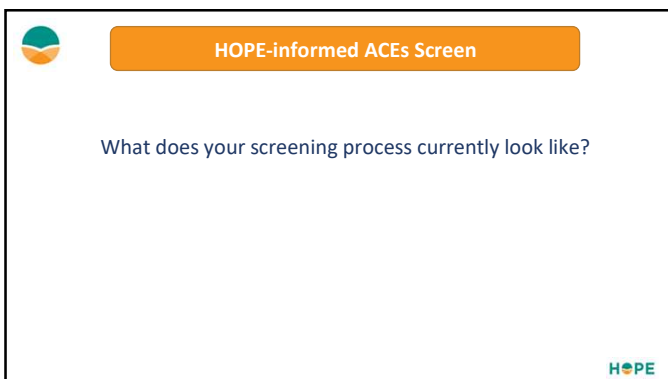 HOPE-informed ACEs Screen
What does your screening process currently look like?
HOPE